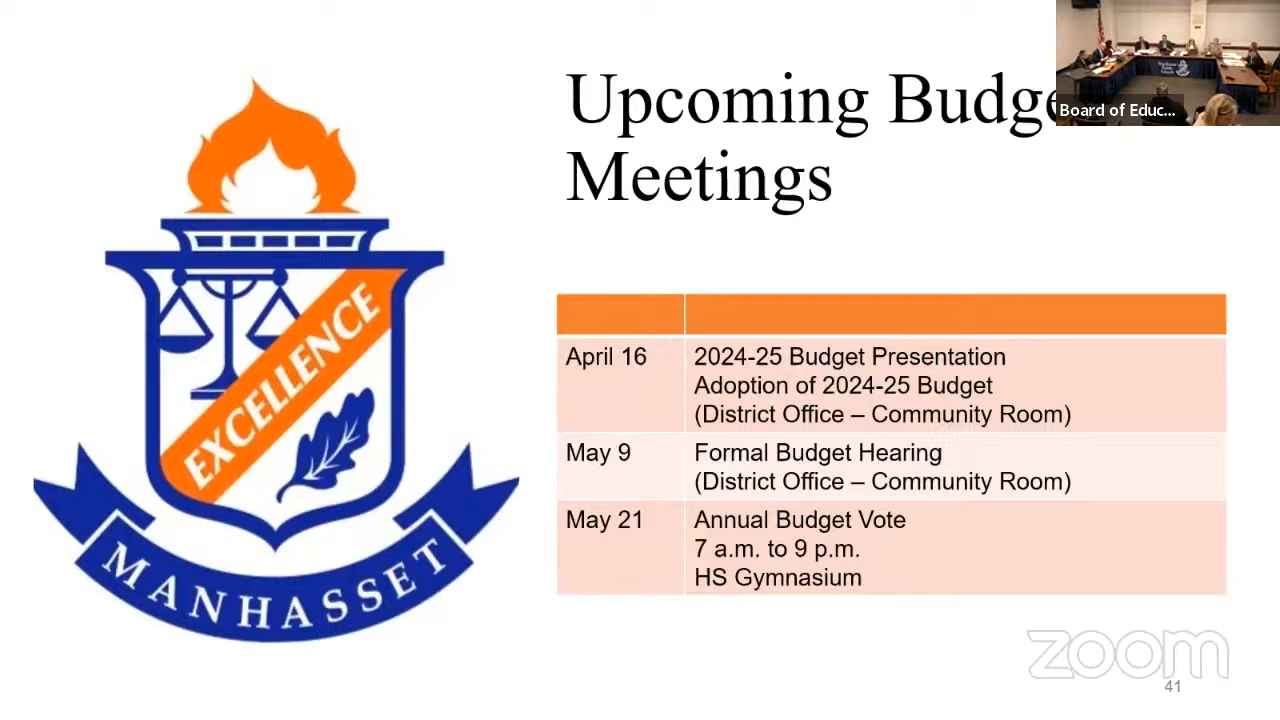 Upcoming Budge
Meetings
Board of Educ...
EXCELLENCE
MANHASSET
April 16
2024-25 Budget Presentation
Adoption of 2024-25 Budget
(District Office – Community Room)
May 9
Formal Budget Hearing
(District Office – Community Room)
May 21
Annual Budget Vote
7 a.m. to 9 p.m.
HS Gymnasium
zoom
41